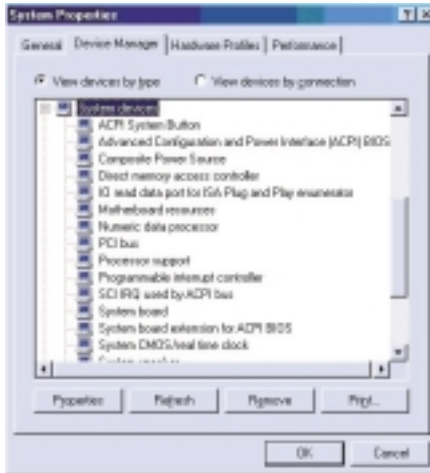 System Properties
General Device Manager Hardware Profiles Performance
View devices by type View devices by connection
System devices
ACPI System Button
Advanced Configuration and Power Interface (ACPI) BIOS
Composite Power Source
Direct memory access controller
IO read data port for ISA Plug and Play enumerator
Motherboard resources
Numeric data processor
PCI bus
Processor support
Programmable interrupt controller
SCI IRQ used by ACPI bus
System board
System board extension for ACPI BIOS
System CMOS/real time clock
System speaker
Properties Refresh Remove Print...
OK Cancel